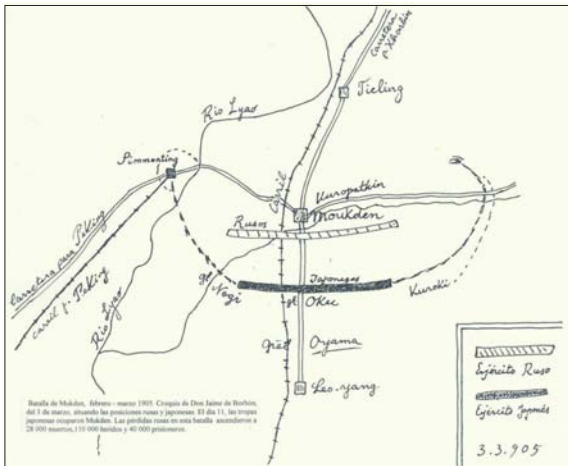 carretera
p. Kharbin
Tieling
Rio Lyao
Pimmenting
Carril
Kuropatkin
Moukden
Rusos
Carretera para Peking
carril p. Peking
Rio Lyao
gl Nogi
Japoneses
gl OKu
Kuroki
Oyama
Leo-yang
Ejército Ruso
Ejército Japonés
3.3.905
Batalla de Mukden, febrero - marzo 1905. Croquis de Don Jaime de Borbón,
del 3 de marzo, situando las posiciones rusas y japonesas. El día 11, las tropas
japonesas ocuparon Mukden. Las pérdidas rusas en esta batalla ascendieron a
28 000 muertos, 110 000 heridos y 40 000 prisioneros.